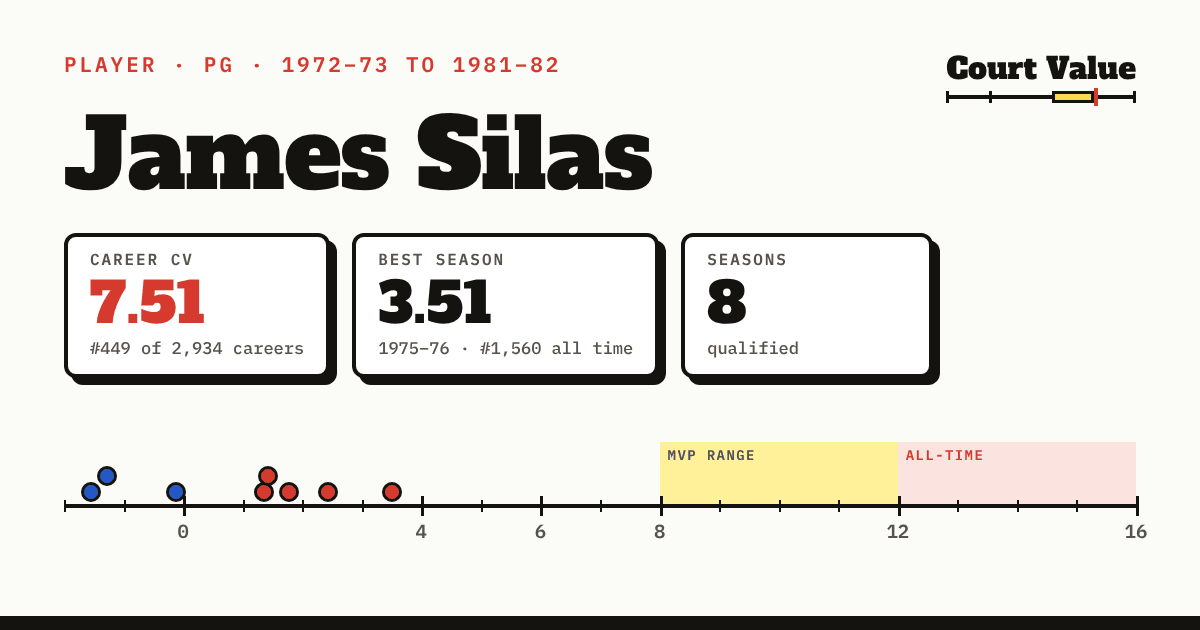 PLAYER · PG · 1972–73 TO 1981–82
Court Value
James Silas
CAREER CV
7.51
#449 of 2,934 careers
BEST SEASON
3.51
1975–76 · #1,560 all time
SEASONS
8
qualified
MVP RANGE
ALL-TIME
0 4 6 8 12 16